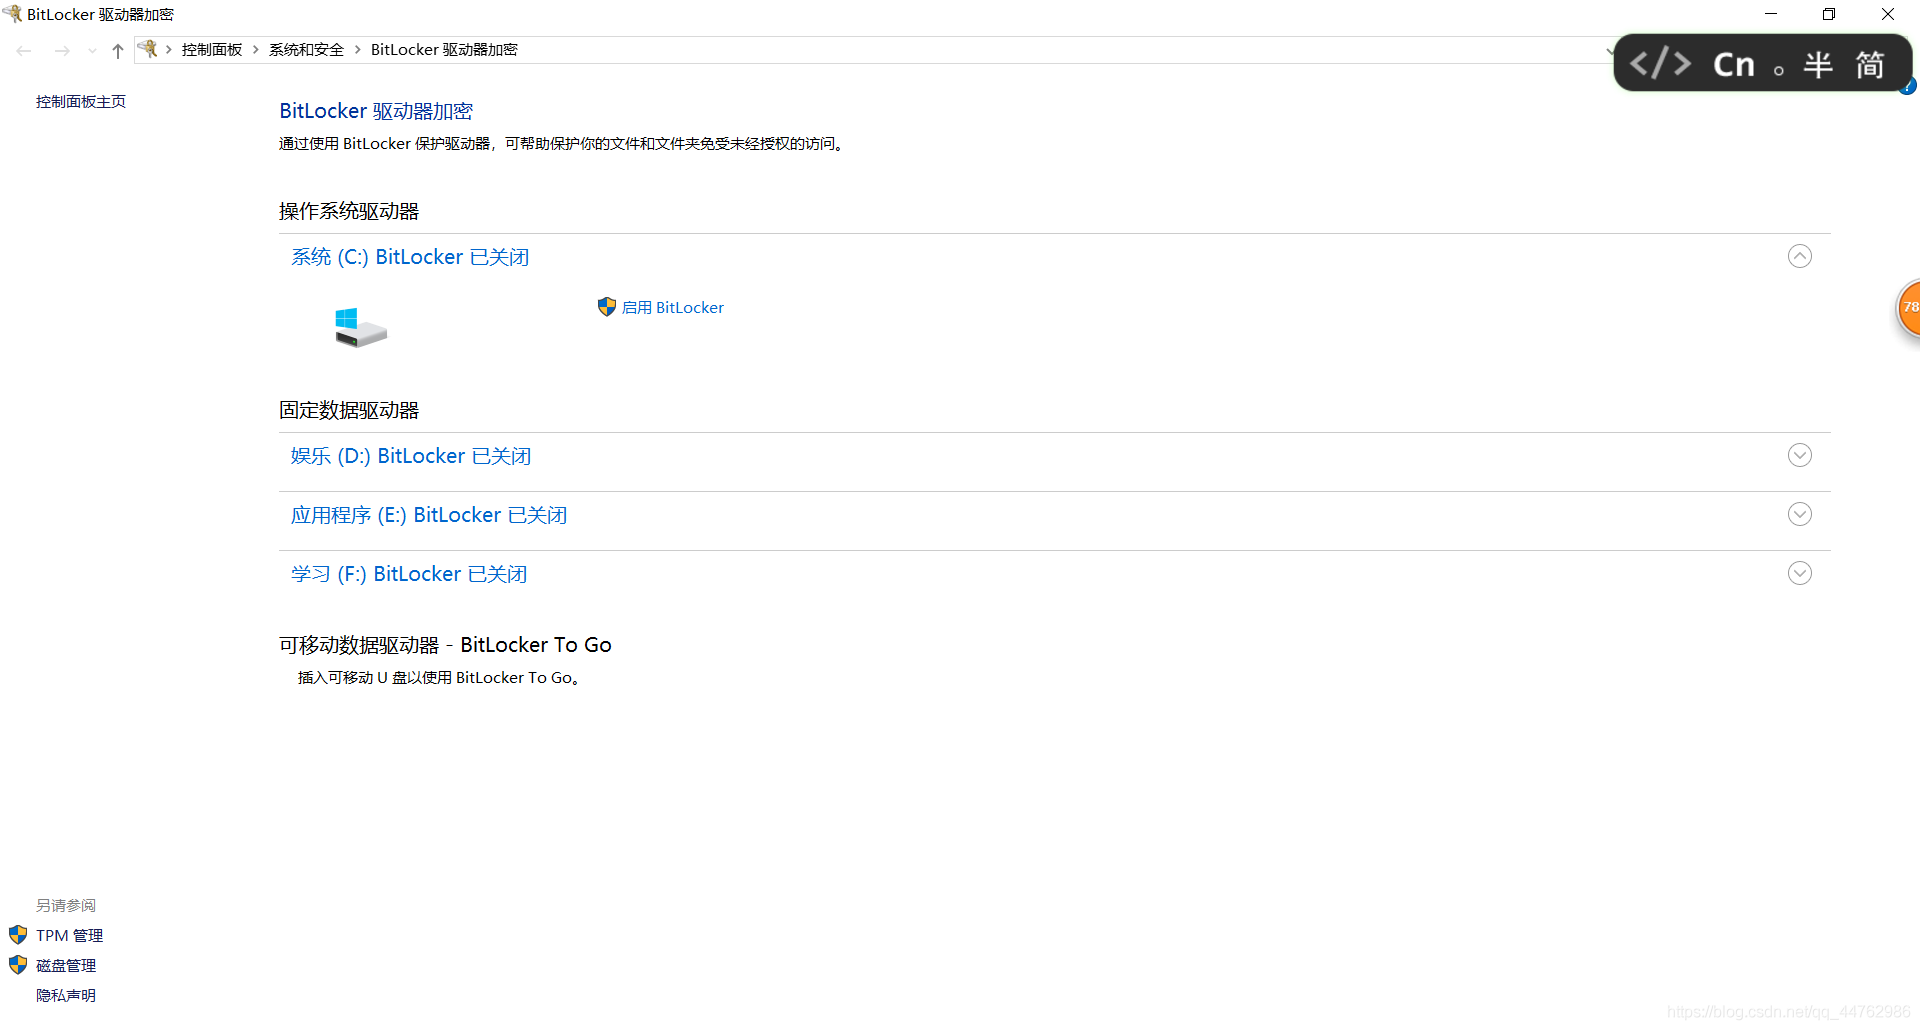 BitLocker 驱动器加密
控制面板 > 系统和安全 > BitLocker 驱动器加密
</> Cn 。半 简
?
控制面板主页
BitLocker 驱动器加密
通过使用 BitLocker 保护驱动器，可帮助保护你的文件和文件夹免受未经授权的访问。
操作系统驱动器
系统 (C:) BitLocker 已关闭
启用 BitLocker
78
固定数据驱动器
娱乐 (D:) BitLocker 已关闭
应用程序 (E:) BitLocker 已关闭
学习 (F:) BitLocker 已关闭
可移动数据驱动器 - BitLocker To Go
插入可移动 U 盘以使用 BitLocker To Go。
另请参阅
TPM 管理
磁盘管理
隐私声明
https://blog.csdn.net/qq_44762986